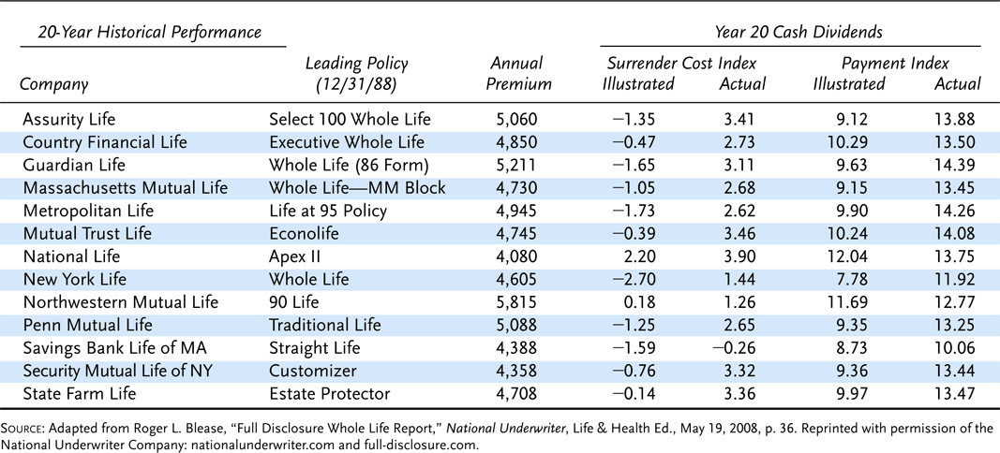 20-Year Historical Performance Year 20 Cash Dividends
Leading Policy Annual Surrender Cost Index Payment Index
Company (12/31/88) Premium Illustrated Actual Illustrated Actual
Assurity Life Select 100 Whole Life 5,060 −1.35 3.41 9.12 13.88
Country Financial Life Executive Whole Life 4,850 −0.47 2.73 10.29 13.50
Guardian Life Whole Life (86 Form) 5,211 −1.65 3.11 9.63 14.39
Massachusetts Mutual Life Whole Life—MM Block 4,730 −1.05 2.68 9.15 13.45
Metropolitan Life Life at 95 Policy 4,945 −1.73 2.62 9.90 14.26
Mutual Trust Life Econolife 4,745 −0.39 3.46 10.24 14.08
National Life Apex II 4,080 2.20 3.90 12.04 13.75
New York Life Whole Life 4,605 −2.70 1.44 7.78 11.92
Northwestern Mutual Life 90 Life 5,815 0.18 1.26 11.69 12.77
Penn Mutual Life Traditional Life 5,088 −1.25 2.65 9.35 13.25
Savings Bank Life of MA Straight Life 4,388 −1.59 −0.26 8.73 10.06
Security Mutual Life of NY Customizer 4,358 −0.76 3.32 9.36 13.44
State Farm Life Estate Protector 4,708 −0.14 3.36 9.97 13.47
SOURCE: Adapted from Roger L. Blease, “Full Disclosure Whole Life Report,” National Underwriter, Life & Health Ed., May 19, 2008, p. 36. Reprinted with permission of the
National Underwriter Company: nationalunderwriter.com and full-disclosure.com.